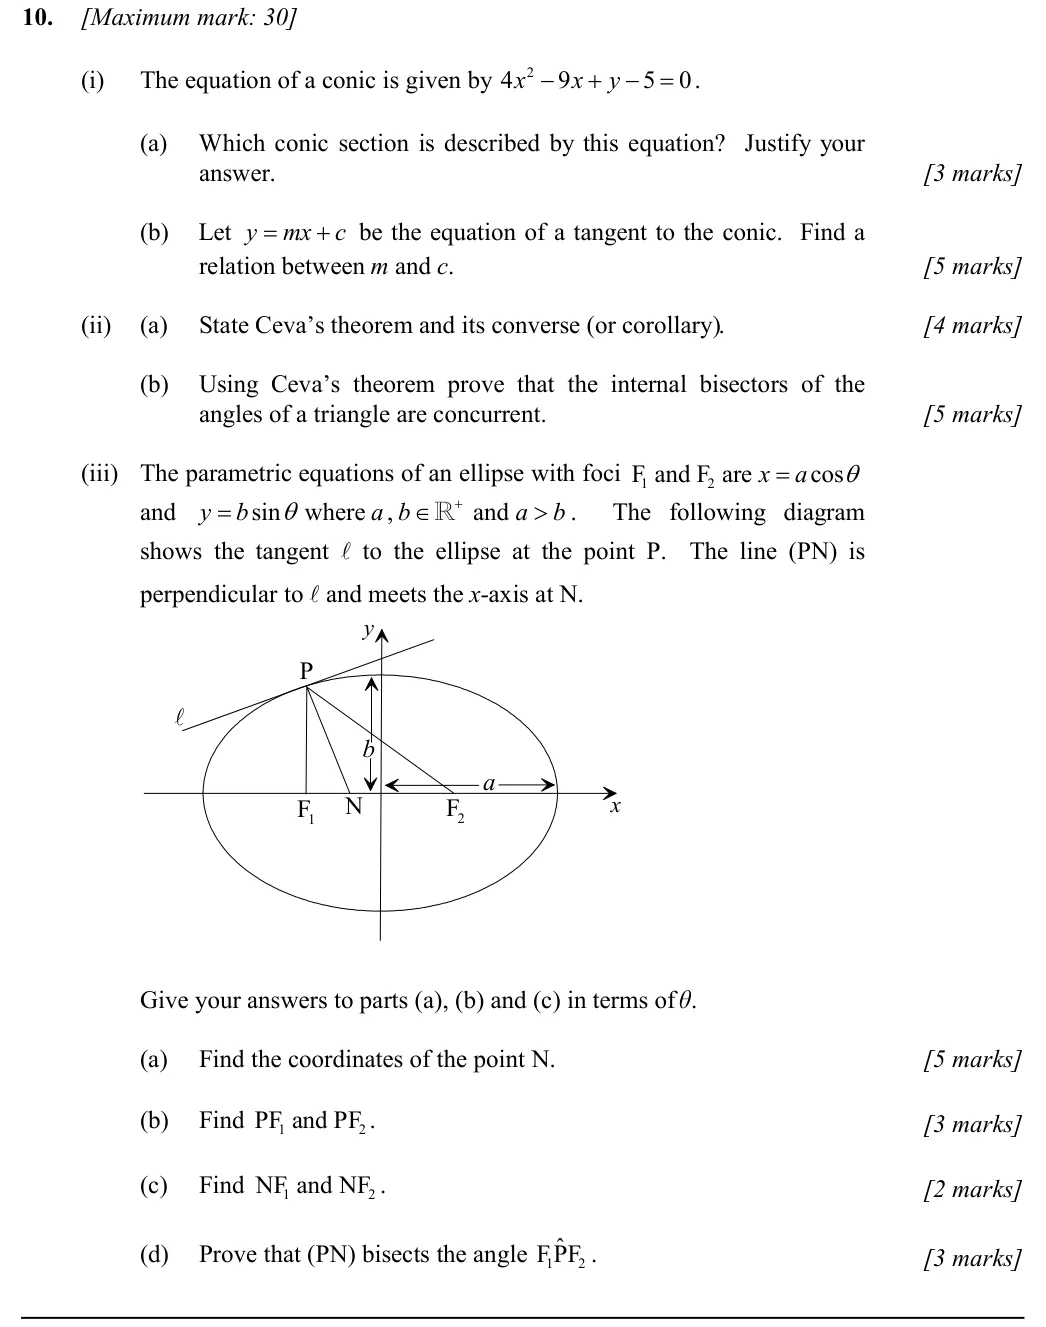 10. [Maximum mark: 30]
(i) The equation of a conic is given by 4x² − 9x + y − 5 = 0.
(a) Which conic section is described by this equation? Justify your
answer. [3 marks]
(b) Let y = mx + c be the equation of a tangent to the conic. Find a
relation between m and c. [5 marks]
(ii) (a) State Ceva's theorem and its converse (or corollary). [4 marks]
(b) Using Ceva's theorem prove that the internal bisectors of the
angles of a triangle are concurrent. [5 marks]
(iii) The parametric equations of an ellipse with foci F₁ and F₂ are x = a cos θ
and y = b sin θ where a, b ∈ ℝ⁺ and a > b. The following diagram
shows the tangent ℓ to the ellipse at the point P. The line (PN) is
perpendicular to ℓ and meets the x-axis at N.
y
P
ℓ
b
a
F₁ N F₂ x
Give your answers to parts (a), (b) and (c) in terms of θ.
(a) Find the coordinates of the point N. [5 marks]
(b) Find PF₁ and PF₂. [3 marks]
(c) Find NF₁ and NF₂. [2 marks]
(d) Prove that (PN) bisects the angle F₁P̂F₂. [3 marks]